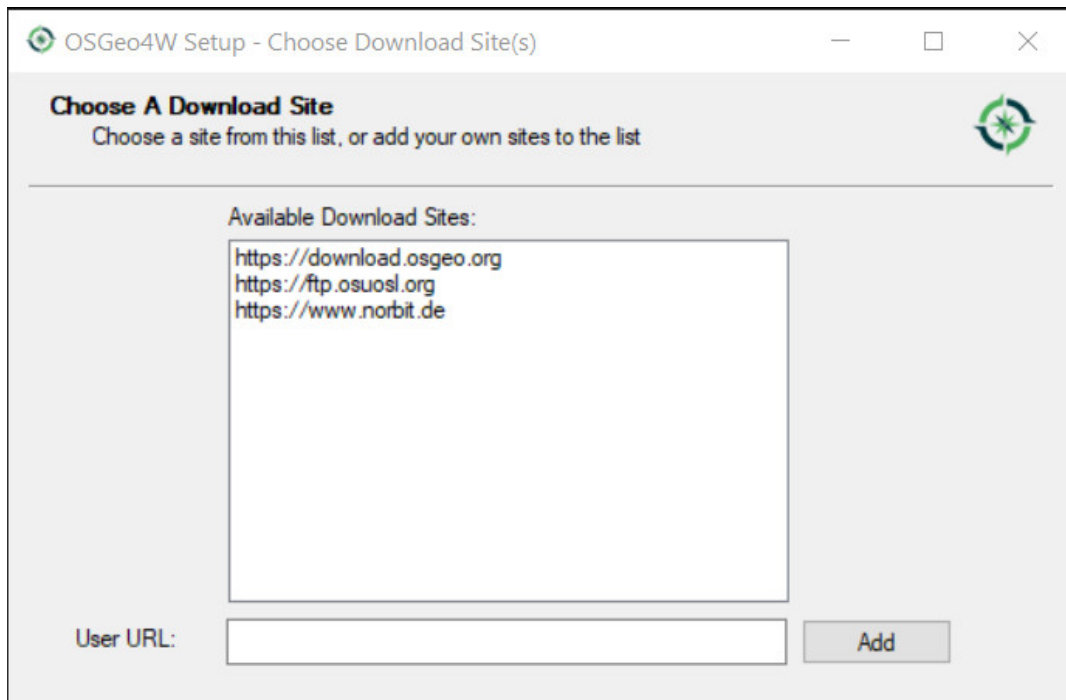 OSGeo4W Setup - Choose Download Site(s)
Choose A Download Site
Choose a site from this list, or add your own sites to the list
Available Download Sites:
https://download.osgeo.org
https://ftp.osuosl.org
https://www.norbit.de
User URL:
Add